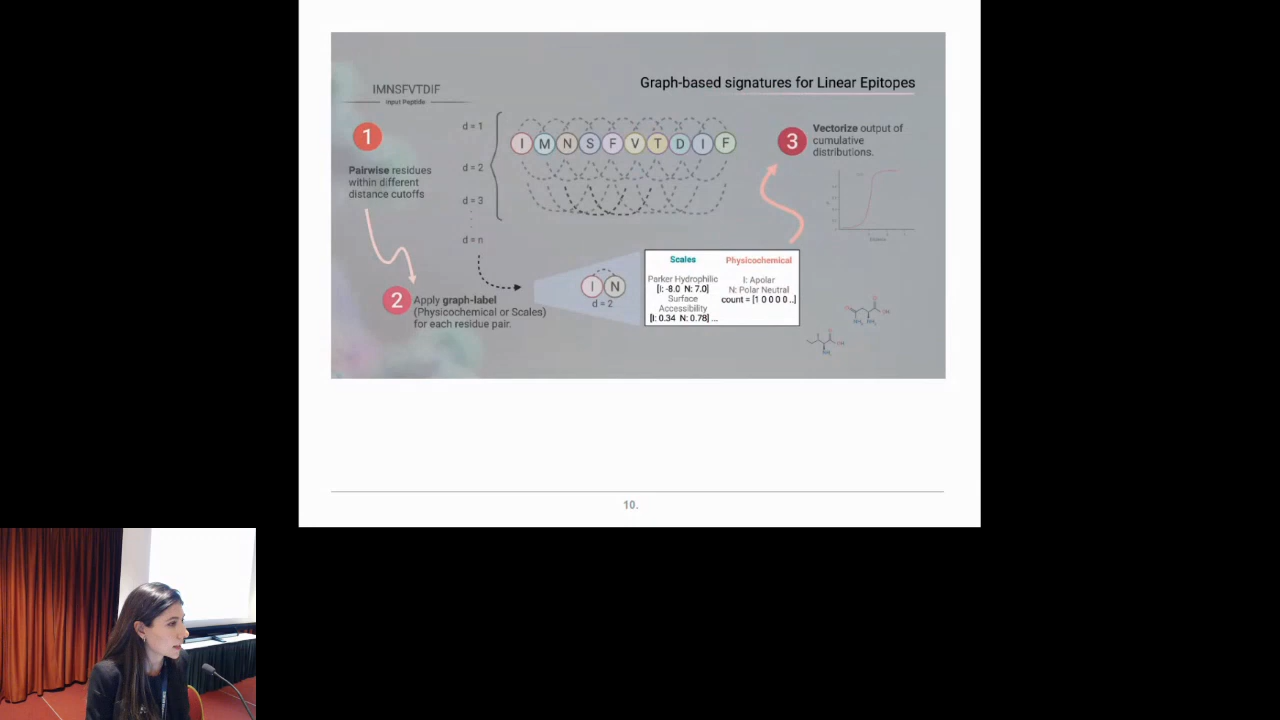 Graph-based signatures for Linear Epitopes
IMNSFVTDIF
Input Peptide
1
Pairwise residues
within different
distance cutoffs
d = 1
d = 2
d = 3
d = n
I M N S F V T D I F
2
Apply graph-label
(Physicochemical or Scales)
for each residue pair.
I N
d = 2
Scales
Parker Hydrophilic
[I: -8.0 N: 7.0]
Surface
Accessibility
[I: 0.34 N: 0.78] ...
Physicochemical
I: Apolar
N: Polar Neutral
count = [1 0 0 0 0 ..]
3
Vectorize output of
cumulative
distributions.
10.